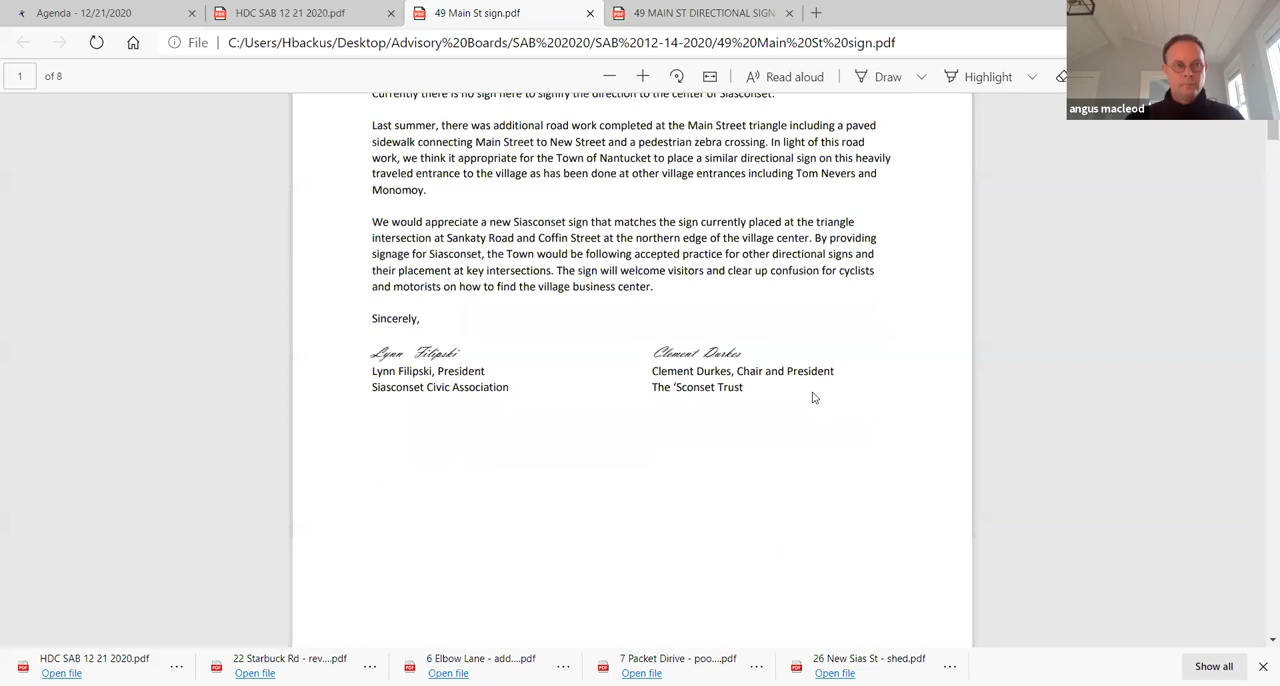 Agenda - 12/21/2020
HDC SAB 12 21 2020.pdf
49 Main St sign.pdf
49 MAIN ST DIRECTIONAL SIGN
File
C:/Users/Hbackus/Desktop/Advisory%20Boards/SAB%202020/SAB%2012-14-2020/49%20Main%20St%20sign.pdf
1 of 8
Read aloud
Draw
Highlight
angus macleod
Currently there is no sign here to signify the direction to the center of Siasconset.
Last summer, there was additional road work completed at the Main Street triangle including a paved
sidewalk connecting Main Street to New Street and a pedestrian zebra crossing. In light of this road
work, we think it appropriate for the Town of Nantucket to place a similar directional sign on this heavily
traveled entrance to the village as has been done at other village entrances including Tom Nevers and
Monomoy.
We would appreciate a new Siasconset sign that matches the sign currently placed at the triangle
intersection at Sankaty Road and Coffin Street at the northern edge of the village center. By providing
signage for Siasconset, the Town would be following accepted practice for other directional signs and
their placement at key intersections. The sign will welcome visitors and clear up confusion for cyclists
and motorists on how to find the village business center.
Sincerely,
Lynn Filipski
Clement Durkes
Lynn Filipski, President
Clement Durkes, Chair and President
Siasconset Civic Association
The ‘Sconset Trust
HDC SAB 12 21 2020.pdf
Open file
22 Starbuck Rd - rev....pdf
Open file
6 Elbow Lane - add....pdf
Open file
7 Packet Dirive - poo....pdf
Open file
26 New Sias St - shed.pdf
Open file
Show all